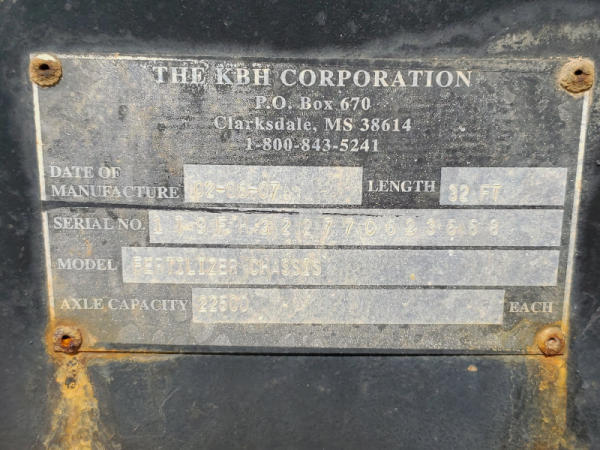 THE KBH CORPORATION
P.O. Box 670
Clarksdale, MS 38614
1-800-843-5241
DATE OF
MANUFACTURE LENGTH 32 FT
SERIAL NO.
MODEL FERTILIZER CHASSIS
AXLE CAPACITY 22500 EACH